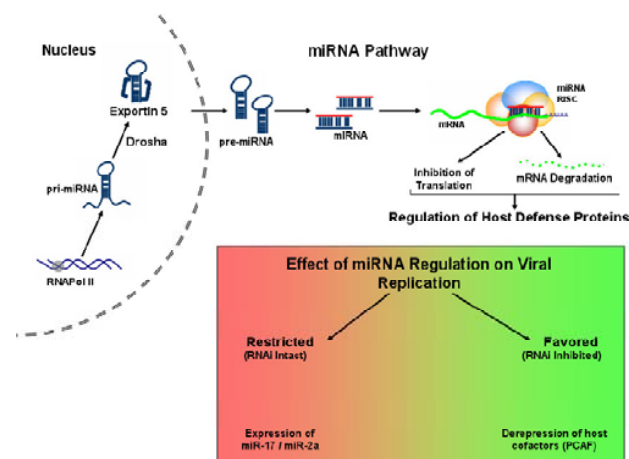 Nucleus
miRNA Pathway
Exportin 5
Drosha
pri-miRNA
RNAPol II
pre-miRNA
miRNA
mRNA
miRNA
RISC
Inhibition of
Translation
mRNA Degradation
Regulation of Host Defense Proteins
Effect of miRNA Regulation on Viral
Replication
Restricted
(RNAi Intact)
Favored
(RNAi Inhibited)
Expression of
miR-17 / miR-2a
Derepression of host
cofactors (PCAF)